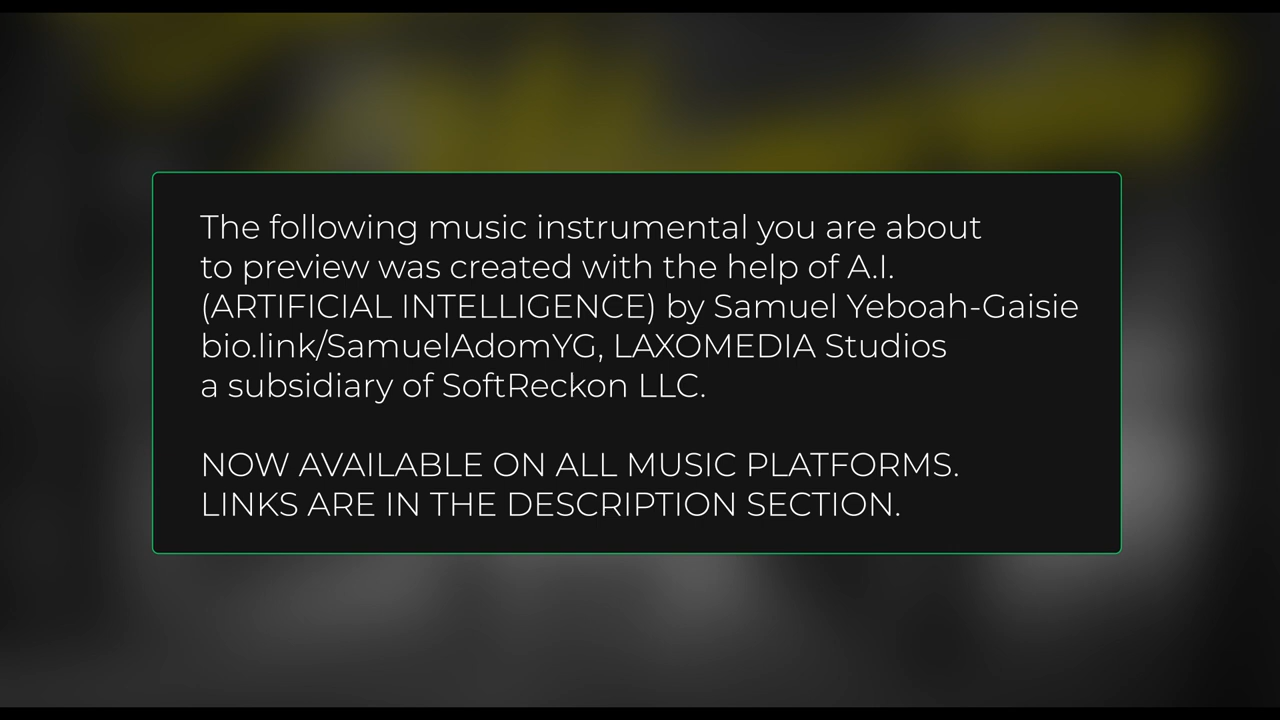 The following music instrumental you are about
to preview was created with the help of A.I.
(ARTIFICIAL INTELLIGENCE) by Samuel Yeboah-Gaisie
bio.link/SamuelAdomYG, LAXOMEDIA Studios
a subsidiary of SoftReckon LLC.
NOW AVAILABLE ON ALL MUSIC PLATFORMS.
LINKS ARE IN THE DESCRIPTION SECTION.